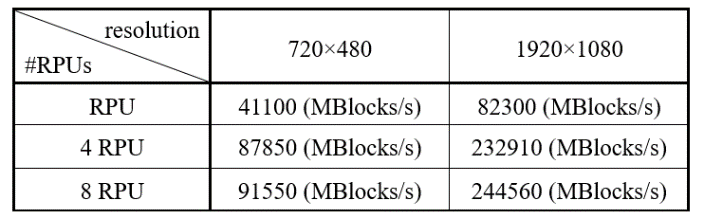 resolution
#RPUs
720×480 1920×1080
RPU 41100 (MBlocks/s) 82300 (MBlocks/s)
4 RPU 87850 (MBlocks/s) 232910 (MBlocks/s)
8 RPU 91550 (MBlocks/s) 244560 (MBlocks/s)